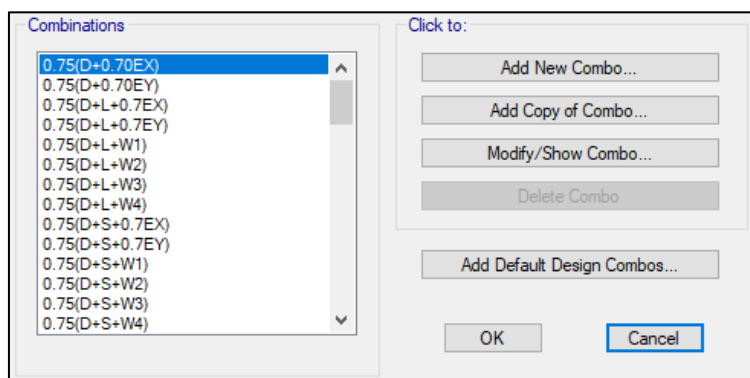 Combinations
0.75(D+0.70EX)
0.75(D+0.70EY)
0.75(D+L+0.7EX)
0.75(D+L+0.7EY)
0.75(D+L+W1)
0.75(D+L+W2)
0.75(D+L+W3)
0.75(D+L+W4)
0.75(D+S+0.7EX)
0.75(D+S+0.7EY)
0.75(D+S+W1)
0.75(D+S+W2)
0.75(D+S+W3)
0.75(D+S+W4)
Click to:
Add New Combo...
Add Copy of Combo...
Modify/Show Combo...
Delete Combo
Add Default Design Combos...
OK
Cancel